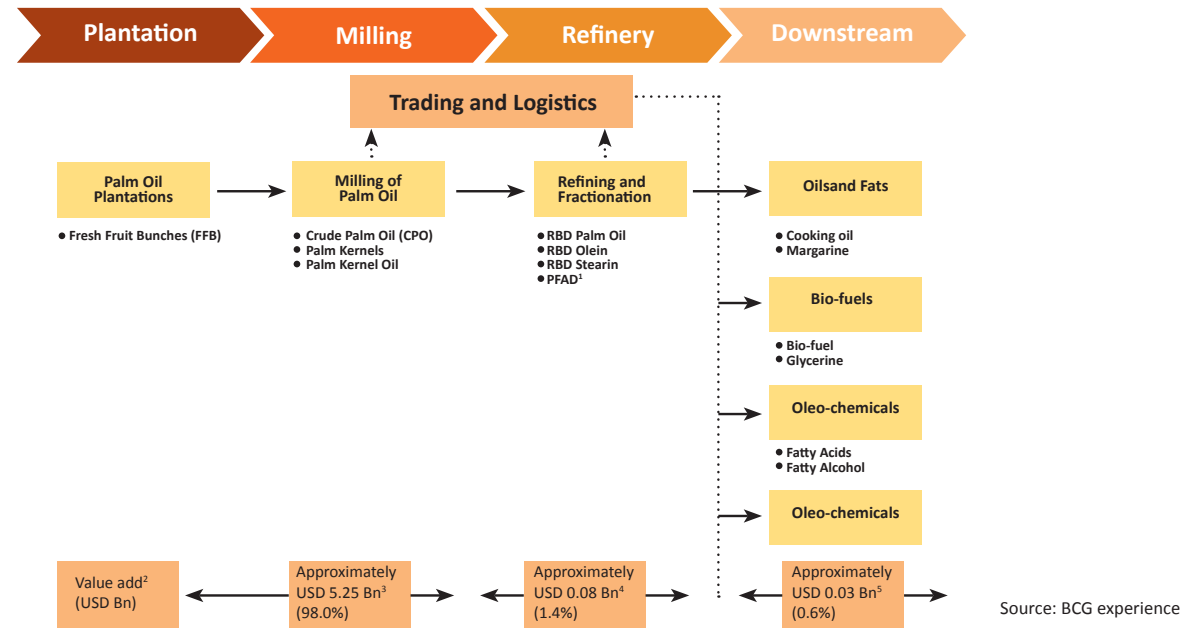 Plantation
Milling
Refinery
Downstream
Trading and Logistics
Palm Oil
Plantations
Milling of
Palm Oil
Refining and
Fractionation
Oilsand Fats
• Fresh Fruit Bunches (FFB)
• Crude Palm Oil (CPO)
• Palm Kernels
• Palm Kernel Oil
• RBD Palm Oil
• RBD Olein
• RBD Stearin
• PFAD¹
• Cooking oil
• Margarine
Bio-fuels
• Bio-fuel
• Glycerine
Oleo-chemicals
• Fatty Acids
• Fatty Alcohol
Oleo-chemicals
Value add²
(USD Bn)
Approximately
USD 5.25 Bn³
(98.0%)
Approximately
USD 0.08 Bn⁴
(1.4%)
Approximately
USD 0.03 Bn⁵
(0.6%)
Source: BCG experience